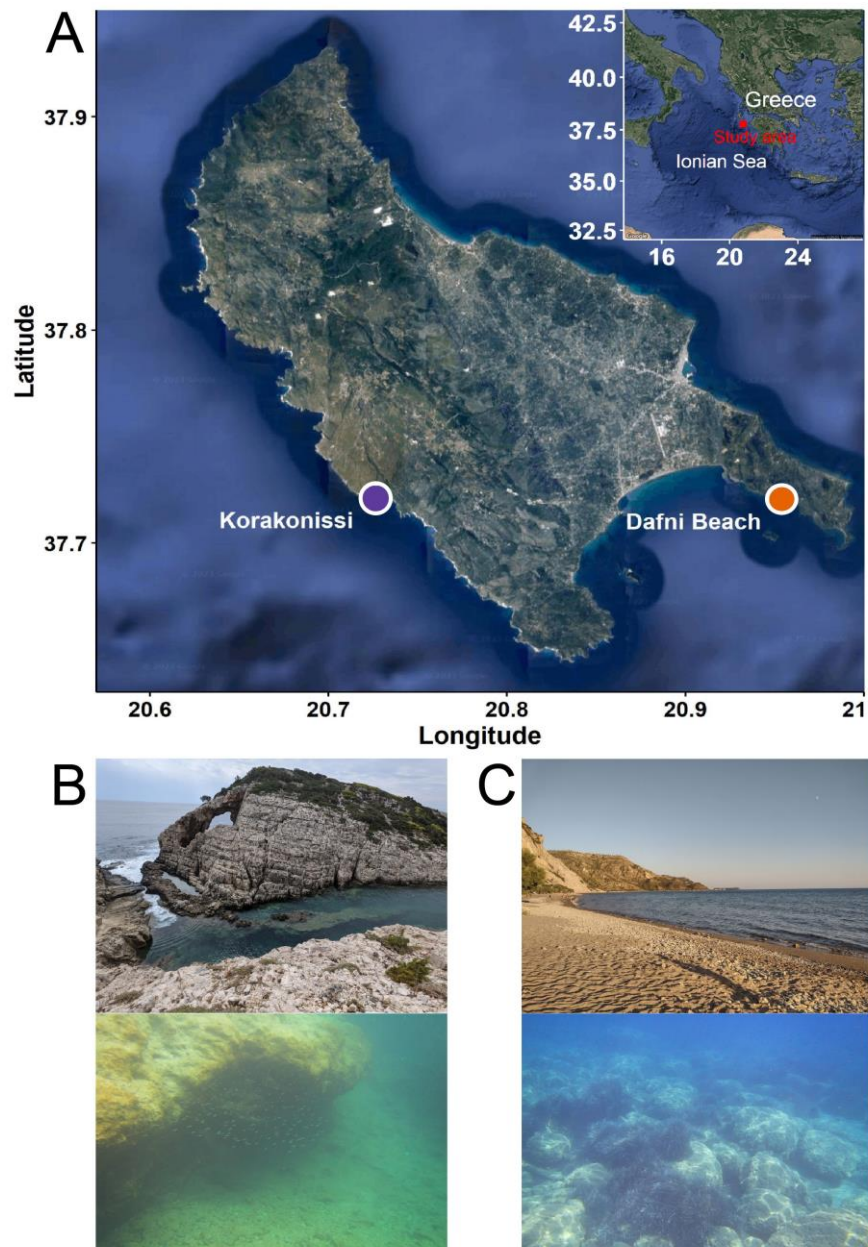 A
42.5
40.0
37.5
35.0
32.5
Greece
Study area
Ionian Sea
16 20 24
37.9
37.8
37.7
Latitude
Korakonissi
Dafni Beach
20.6 20.7 20.8 20.9 21
Longitude
B
C